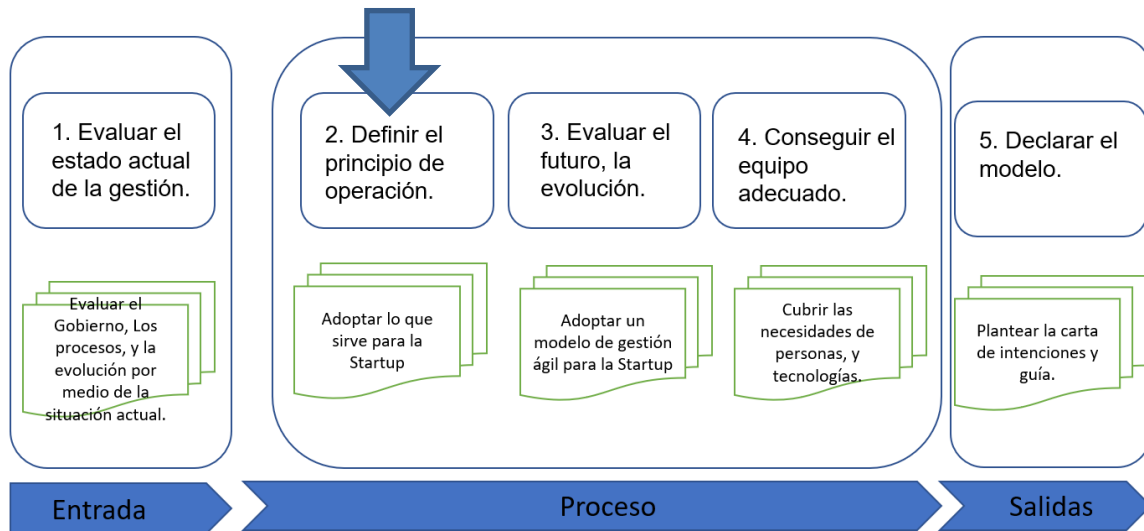 1. Evaluar el
estado actual
de la gestión.
2. Definir el
principio de
operación.
3. Evaluar el
futuro, la
evolución.
4. Conseguir el
equipo
adecuado.
5. Declarar el
modelo.
Evaluar el
Gobierno, Los
procesos, y la
evolución por
medio de la
situación actual.
Adoptar lo que
sirve para la
Startup
Adoptar un
modelo de gestión
ágil para la Startup
Cubrir las
necesidades de
personas, y
tecnologías.
Plantear la carta
de intenciones y
guía.
Entrada
Proceso
Salidas